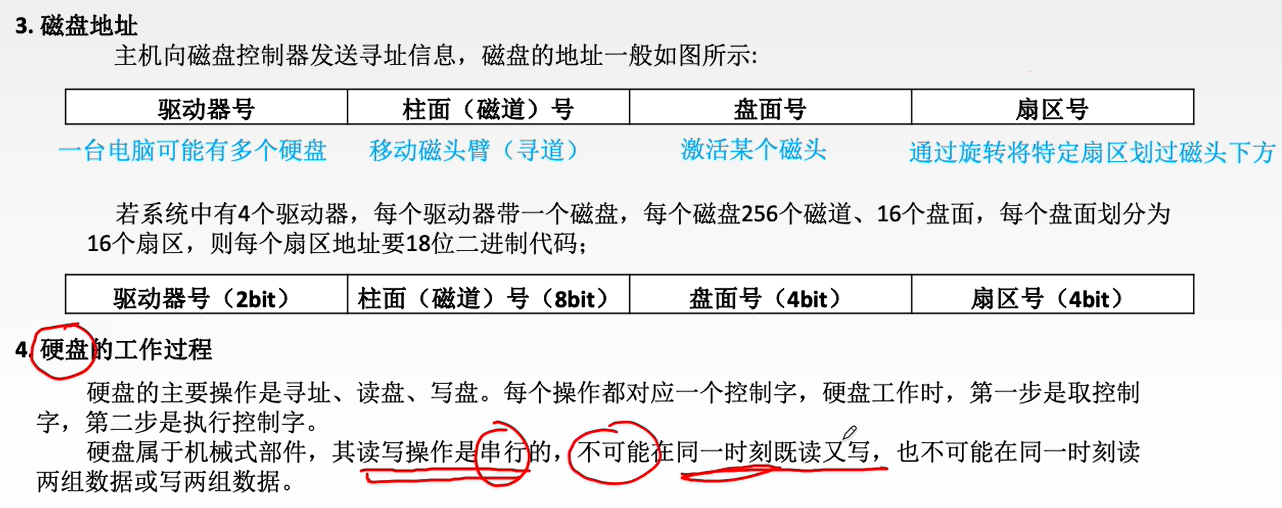 3. 磁盘地址
主机向磁盘控制器发送寻址信息，磁盘的地址一般如图所示:
驱动器号 柱面（磁道）号 盘面号 扇区号
一台电脑可能有多个硬盘 移动磁头臂（寻道） 激活某个磁头 通过旋转将特定扇区划过磁头下方
若系统中有4个驱动器，每个驱动器带一个磁盘，每个磁盘256个磁道、16个盘面，每个盘面划分为
16个扇区，则每个扇区地址要18位二进制代码；
驱动器号（2bit） 柱面（磁道）号（8bit） 盘面号（4bit） 扇区号（4bit）
4. 硬盘的工作过程
硬盘的主要操作是寻址、读盘、写盘。每个操作都对应一个控制字，硬盘工作时，第一步是取控制
字，第二步是执行控制字。
硬盘属于机械式部件，其读写操作是串行的，不可能在同一时刻既读又写，也不可能在同一时刻读
两组数据或写两组数据。